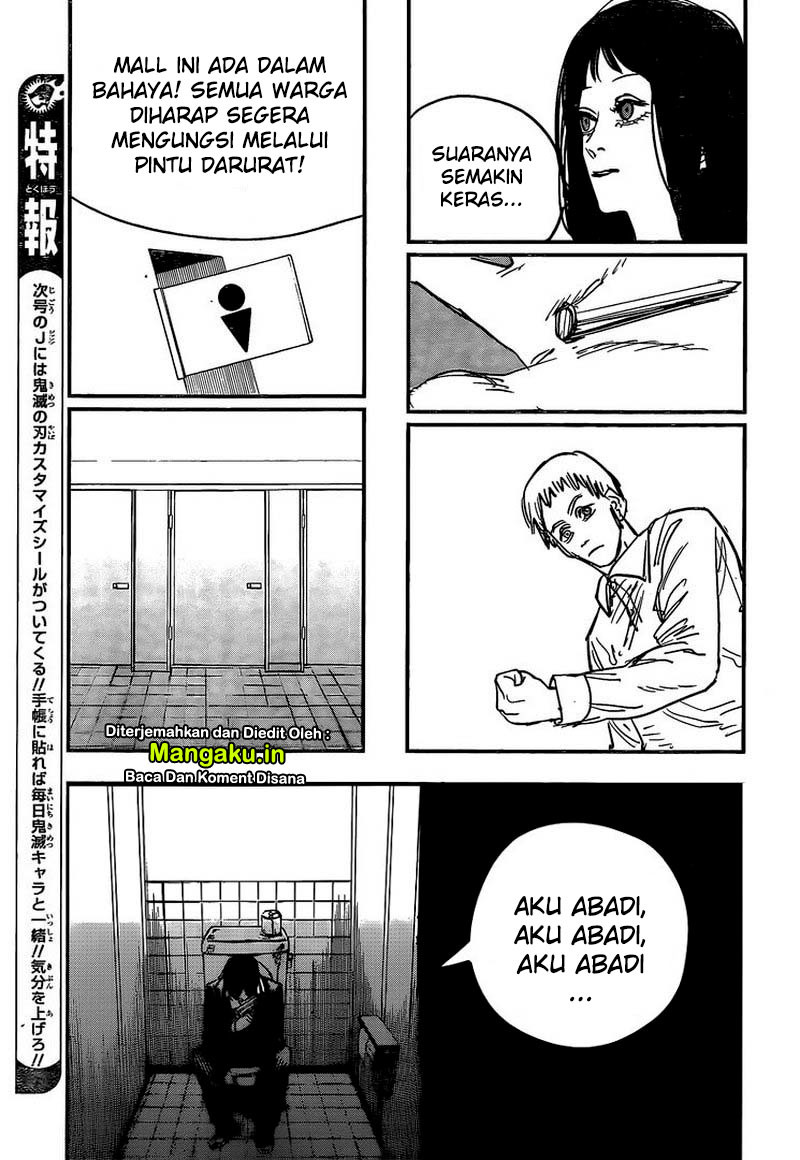 SUARANYA
SEMAKIN
KERAS...
MALL INI ADA DALAM
BAHAYA! SEMUA WARGA
DIHARAP SEGERA
MENGUNGSI MELALUI
PINTU DARURAT!
Diterjemahkan dan Diedit Oleh :
Mangaku.in
Baca Dan Koment Disana
AKU ABADI,
AKU ABADI,
AKU ABADI
...
特報
とくほう
次号のJには鬼滅の刃カスタマイズシールがついてくる!!手帳に貼れば毎日鬼滅キャラと一緒!!気分を上げろ!!